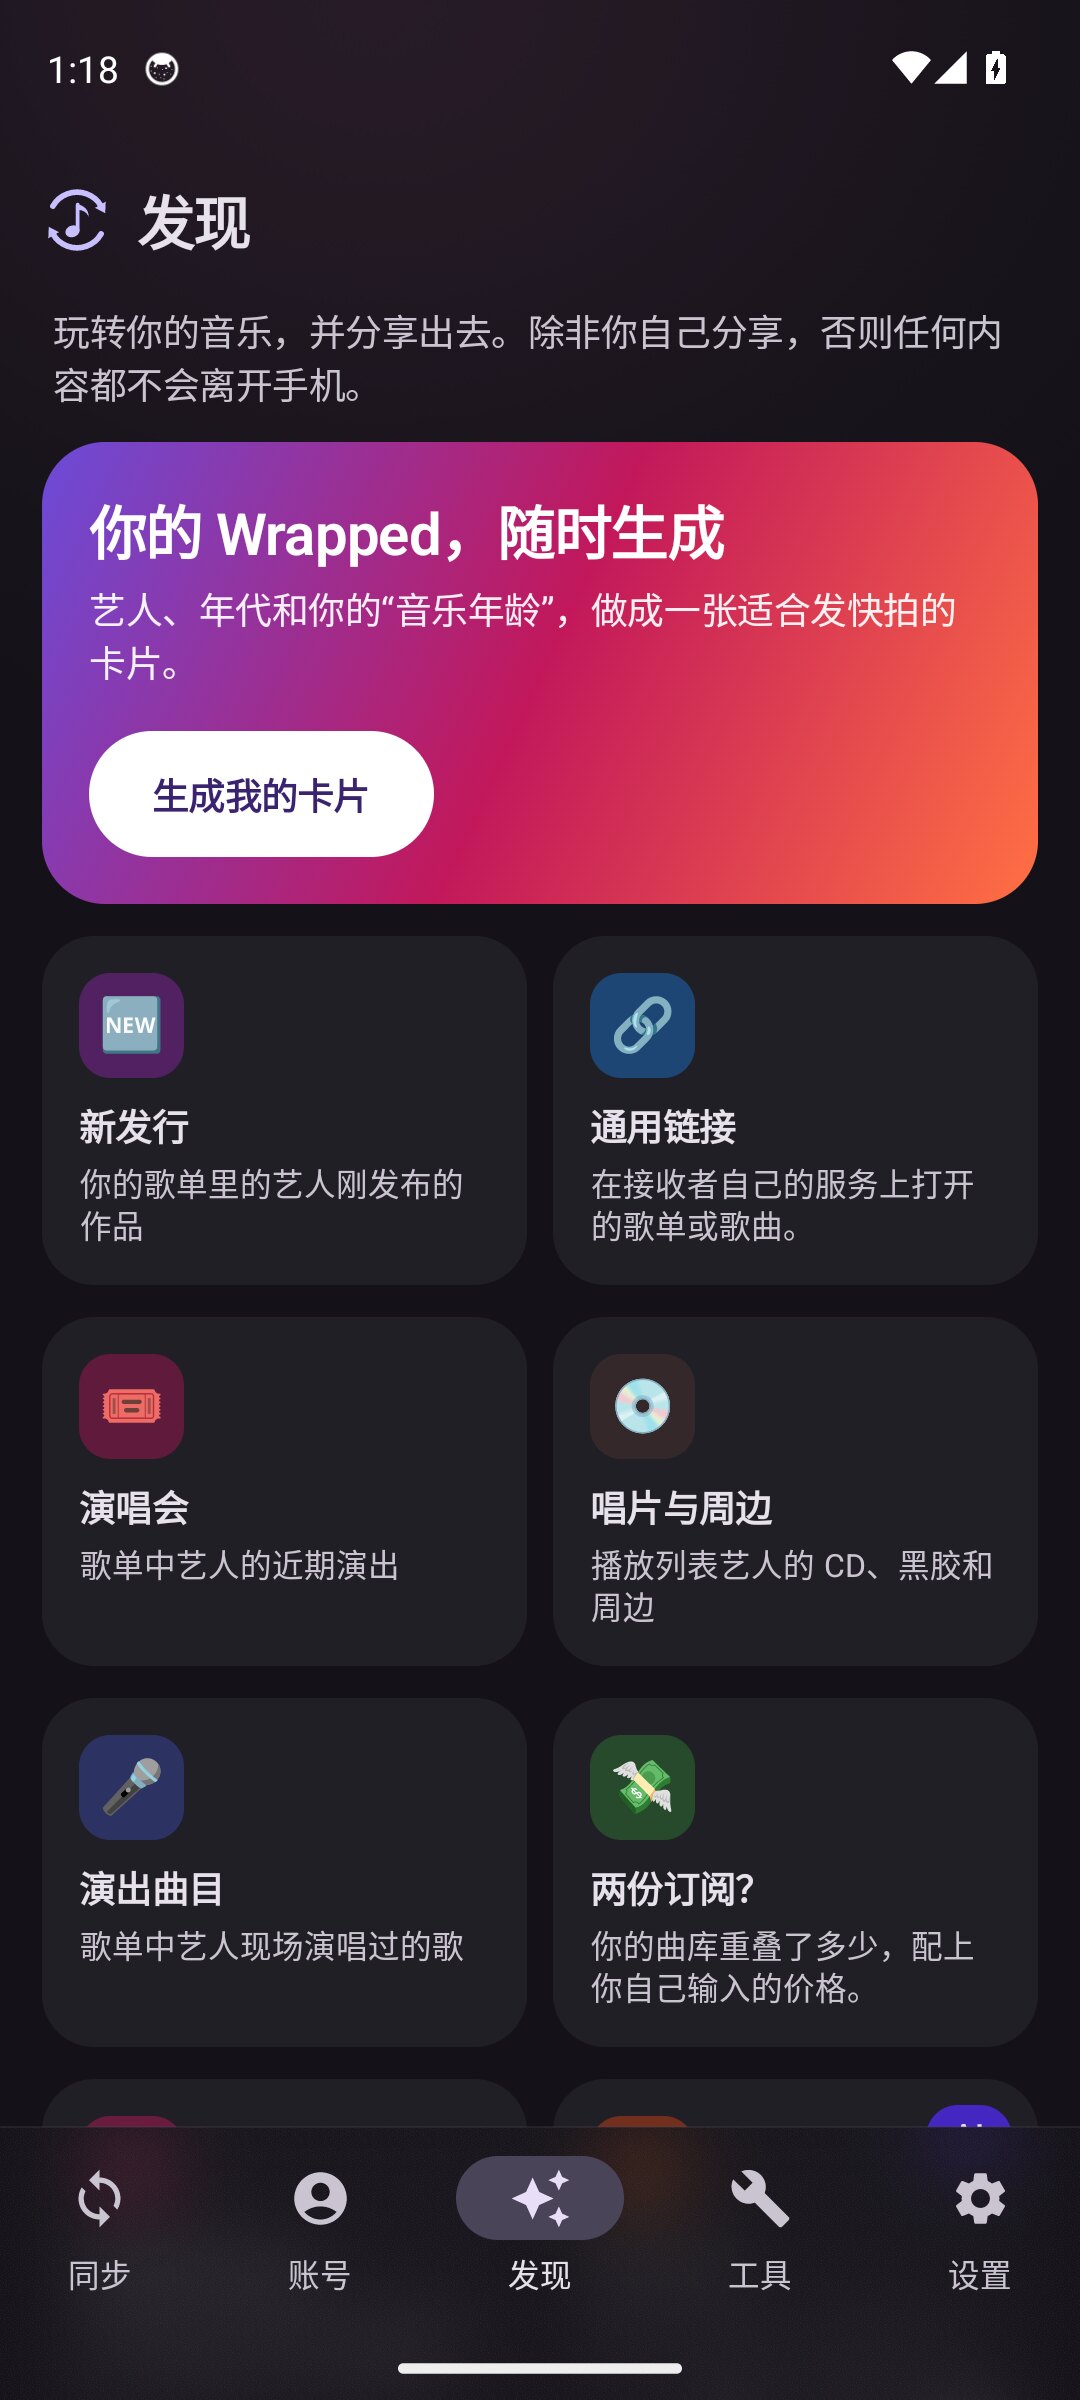 1:18
发现
玩转你的音乐，并分享出去。除非你自己分享，否则任何内
容都不会离开手机。
你的 Wrapped，随时生成
艺人、年代和你的“音乐年龄”，做成一张适合发快拍的
卡片。
生成我的卡片
NEW
新发行
你的歌单里的艺人刚发布的
作品
通用链接
在接收者自己的服务上打开
的歌单或歌曲。
演唱会
歌单中艺人的近期演出
唱片与周边
播放列表艺人的 CD、黑胶和
周边
演出曲目
歌单中艺人现场演唱过的歌
两份订阅？
你的曲库重叠了多少，配上
你自己输入的价格。
同步
账号
发现
工具
设置